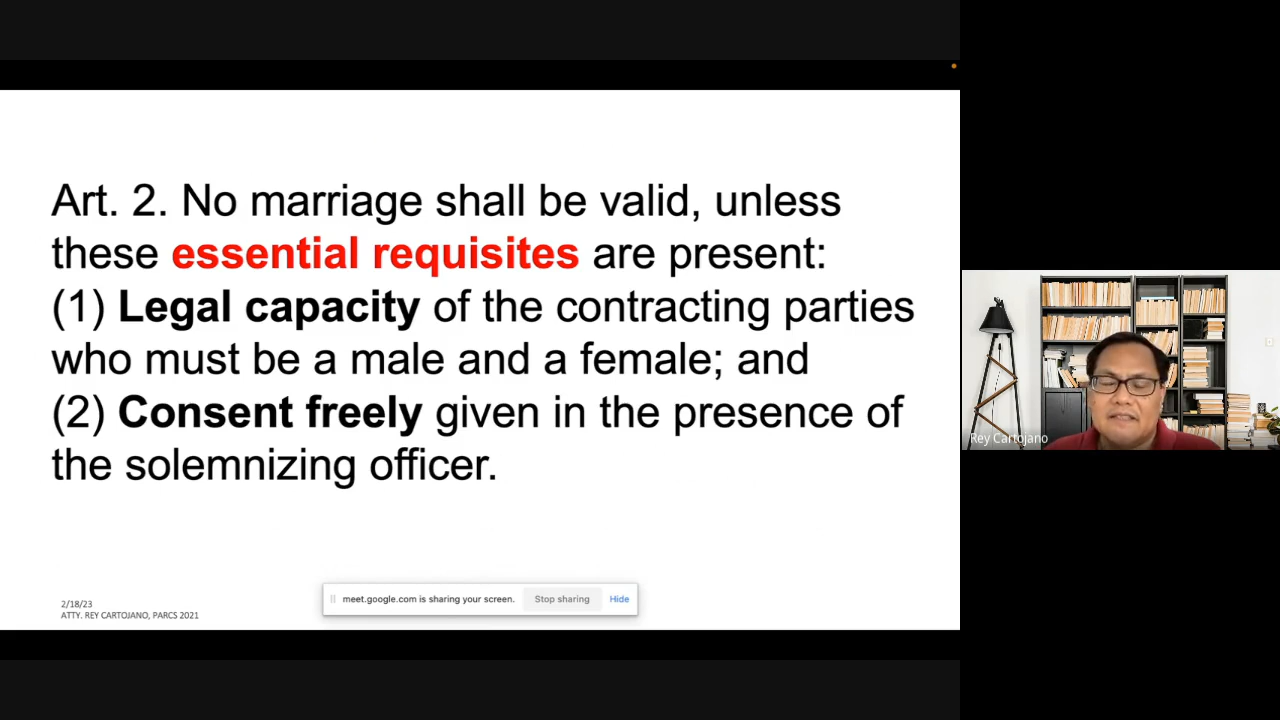 Art. 2. No marriage shall be valid, unless
these essential requisites are present:
(1) Legal capacity of the contracting parties
who must be a male and a female; and
(2) Consent freely given in the presence of
the solemnizing officer.
meet.google.com is sharing your screen. Stop sharing Hide
2/18/23
ATTY. REY CARTOJANO, PARCS 2021
Rey Cartojano